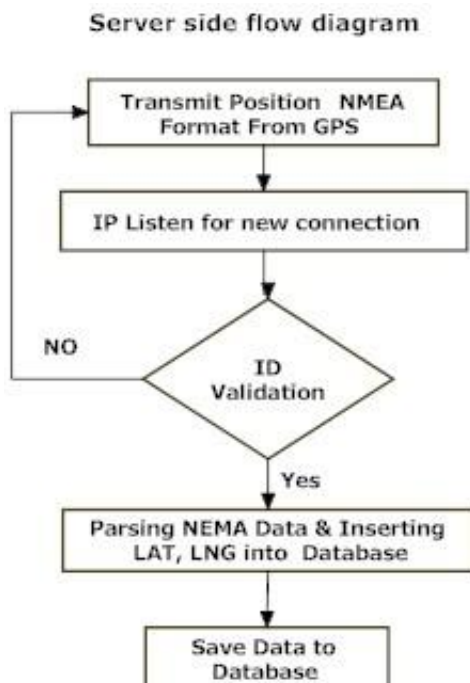 Server side flow diagram
Transmit Position NMEA
Format From GPS
IP Listen for new connection
NO
ID
Validation
Yes
Parsing NEMA Data & Inserting
LAT, LNG into Database
Save Data to
Database